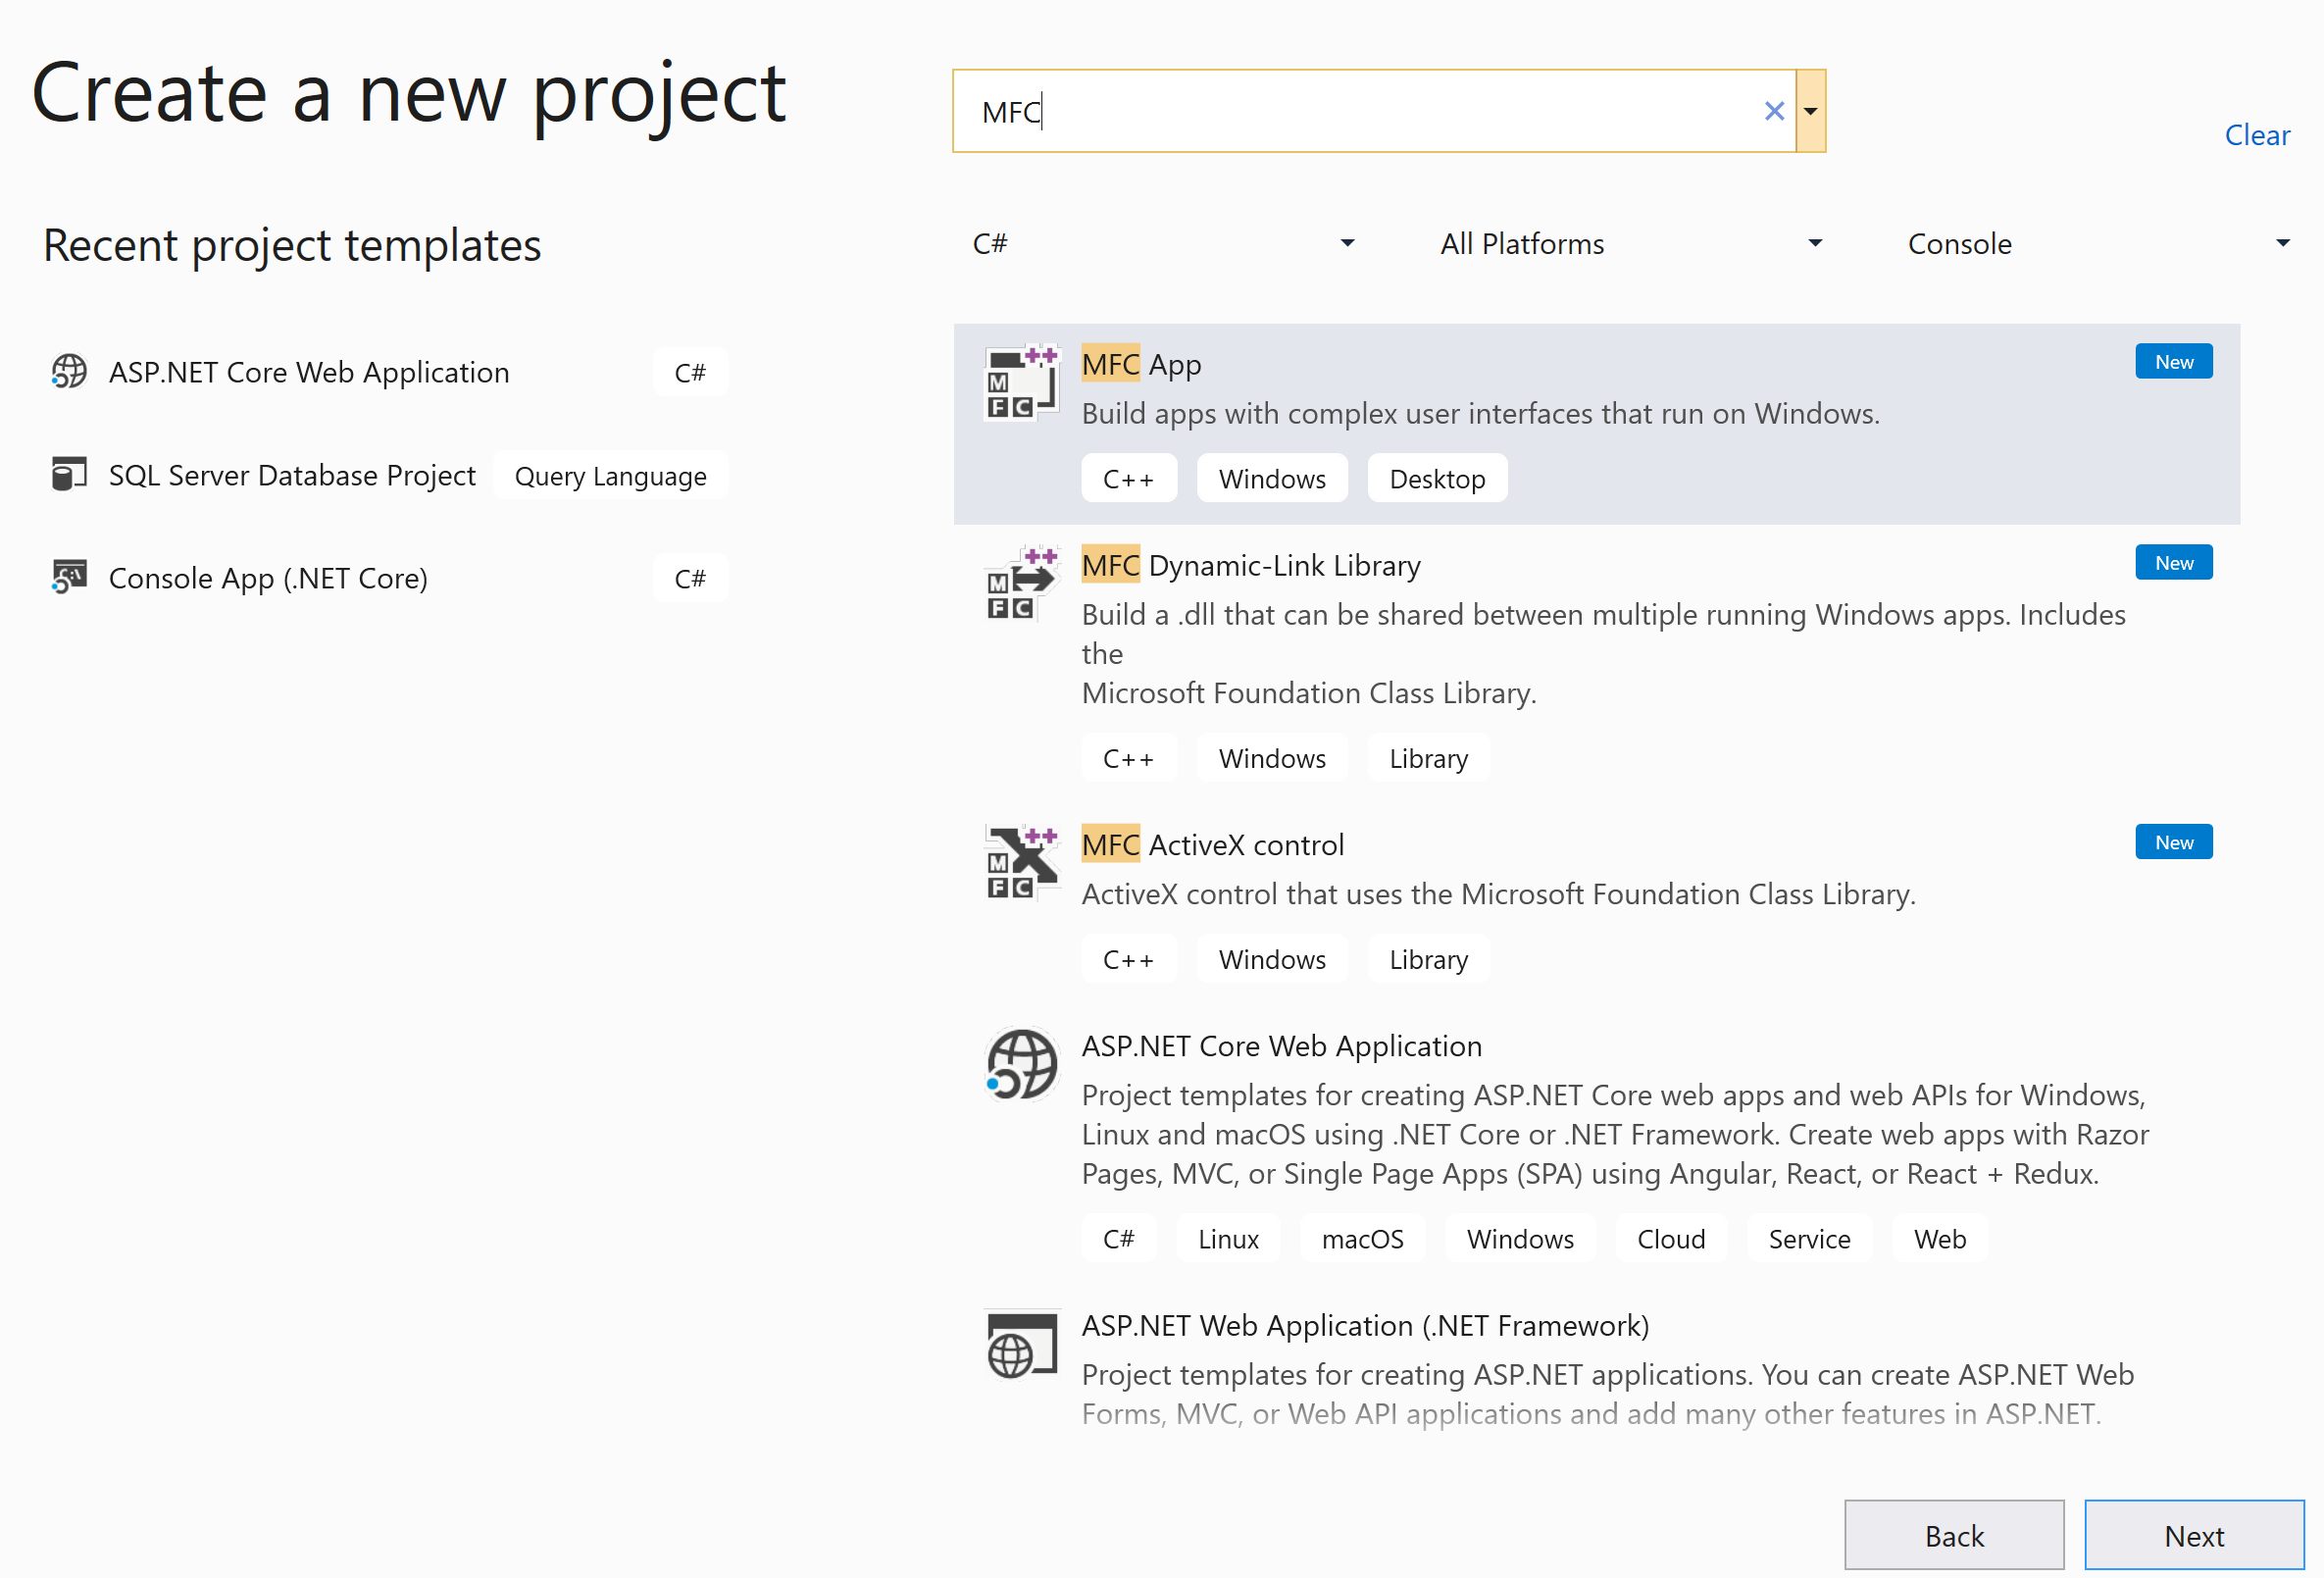 Create a new project
MFC
Clear
Recent project templates
C#
All Platforms
Console
ASP.NET Core Web Application
C#
SQL Server Database Project
Query Language
Console App (.NET Core)
C#
MFC App
New
Build apps with complex user interfaces that run on Windows.
C++ Windows Desktop
MFC Dynamic-Link Library
New
Build a .dll that can be shared between multiple running Windows apps. Includes
the
Microsoft Foundation Class Library.
C++ Windows Library
MFC ActiveX control
New
ActiveX control that uses the Microsoft Foundation Class Library.
C++ Windows Library
ASP.NET Core Web Application
Project templates for creating ASP.NET Core web apps and web APIs for Windows,
Linux and macOS using .NET Core or .NET Framework. Create web apps with Razor
Pages, MVC, or Single Page Apps (SPA) using Angular, React, or React + Redux.
C# Linux macOS Windows Cloud Service Web
ASP.NET Web Application (.NET Framework)
Project templates for creating ASP.NET applications. You can create ASP.NET Web
Forms, MVC, or Web API applications and add many other features in ASP.NET.
Back
Next